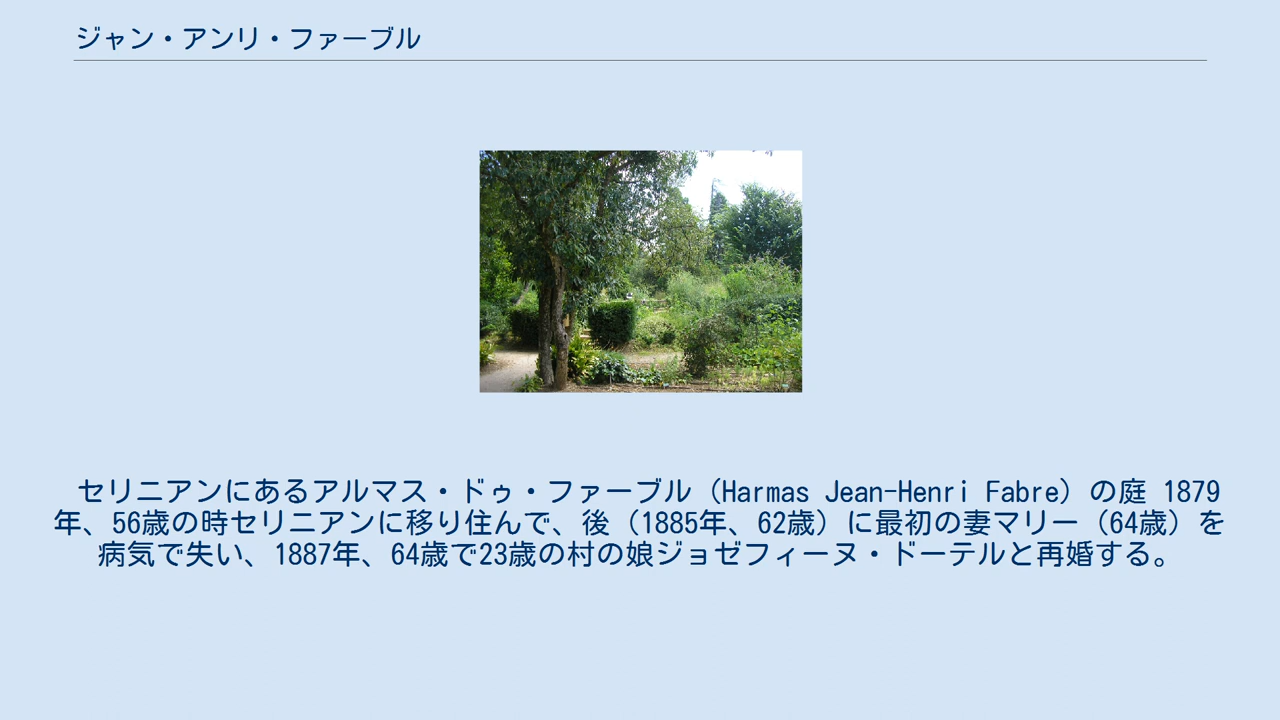 ジャン・アンリ・ファーブル
セリニアンにあるアルマス・ドゥ・ファーブル（Harmas Jean-Henri Fabre）の庭 1879
年、56歳の時セリニアンに移り住んで、後（1885年、62歳）に最初の妻マリー（64歳）を
病気で失い、1887年、64歳で23歳の村の娘ジョゼフィーヌ・ドーテルと再婚する。